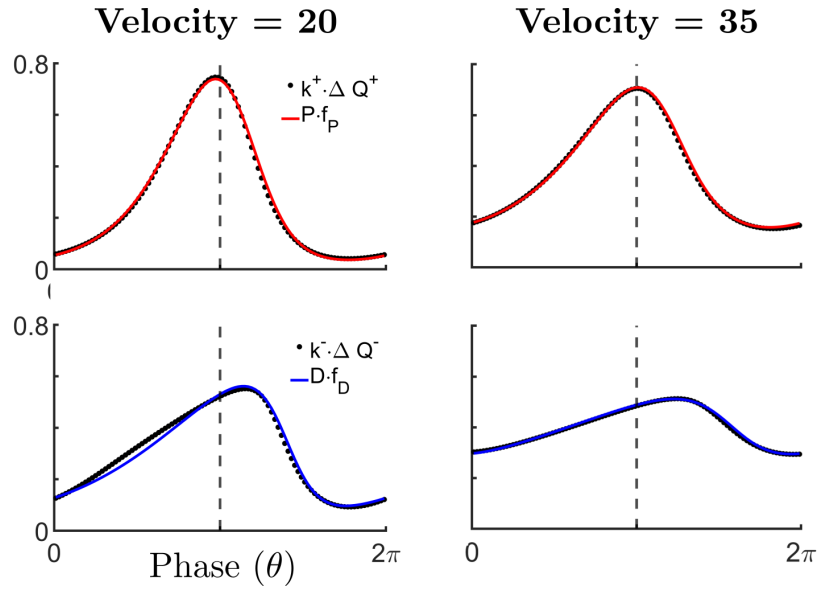 Velocity = 20
Velocity = 35
0.8
k⁺·Δ Q⁺
P·f_P
0
0.8
k⁻·Δ Q⁻
D·f_D
0
0
2π
0
2π
Phase (θ)